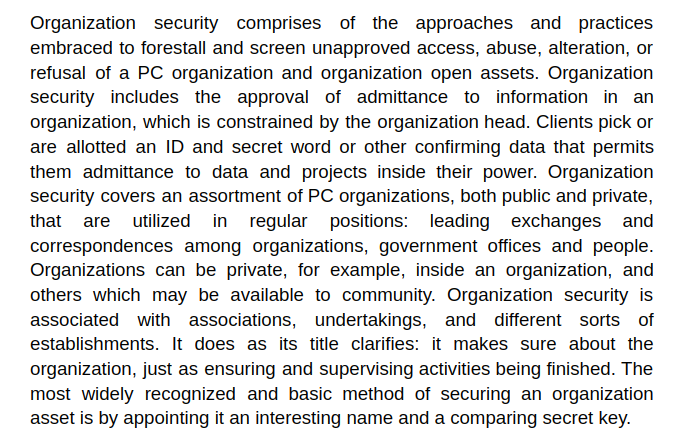 Organization security comprises of the approaches and practices
embraced to forestall and screen unapproved access, abuse, alteration, or
refusal of a PC organization and organization open assets. Organization
security includes the approval of admittance to information in an
organization, which is constrained by the organization head. Clients pick or
are allotted an ID and secret word or other confirming data that permits
them admittance to data and projects inside their power. Organization
security covers an assortment of PC organizations, both public and private,
that are utilized in regular positions: leading exchanges and
correspondences among organizations, government offices and people.
Organizations can be private, for example, inside an organization, and
others which may be available to community. Organization security is
associated with associations, undertakings, and different sorts of
establishments. It does as its title clarifies: it makes sure about the
organization, just as ensuring and supervising activities being finished. The
most widely recognized and basic method of securing an organization
asset is by appointing it an interesting name and a comparing secret key.